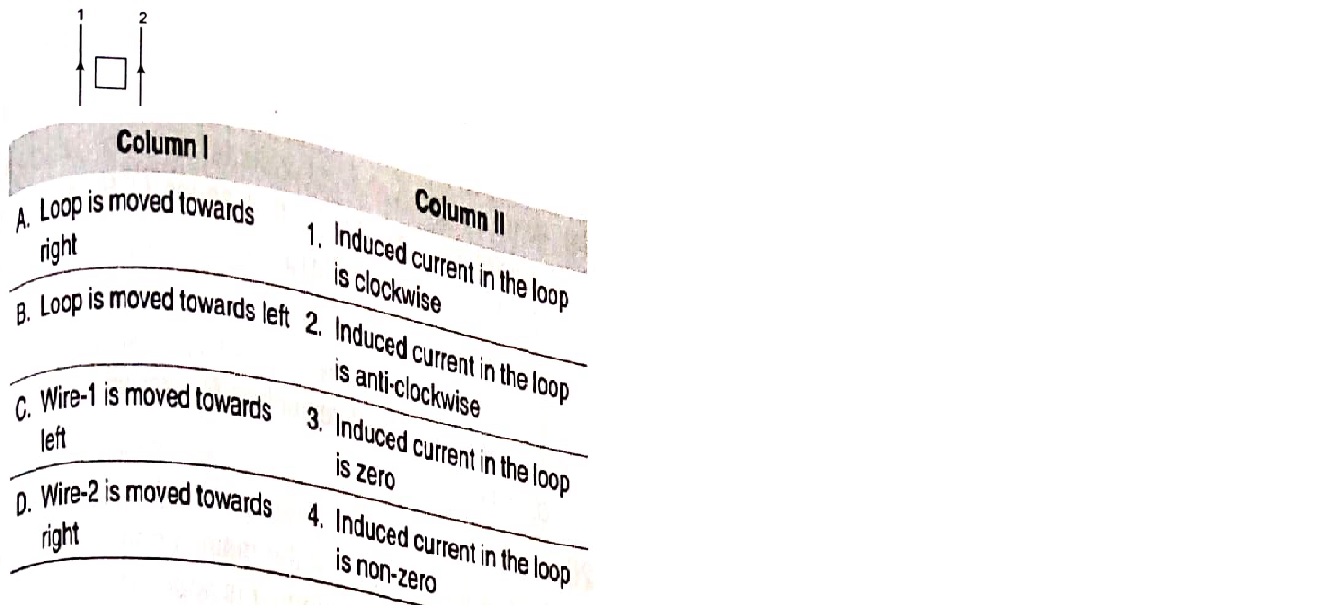 1 2
Column I
Column II
A. Loop is moved towards
right
1. Induced current in the loop
is clockwise
B. Loop is moved towards left
2. Induced current in the loop
is anti-clockwise
C. Wire-1 is moved towards
left
3. Induced current in the loop
is zero
D. Wire-2 is moved towards
right
4. Induced current in the loop
is non-zero